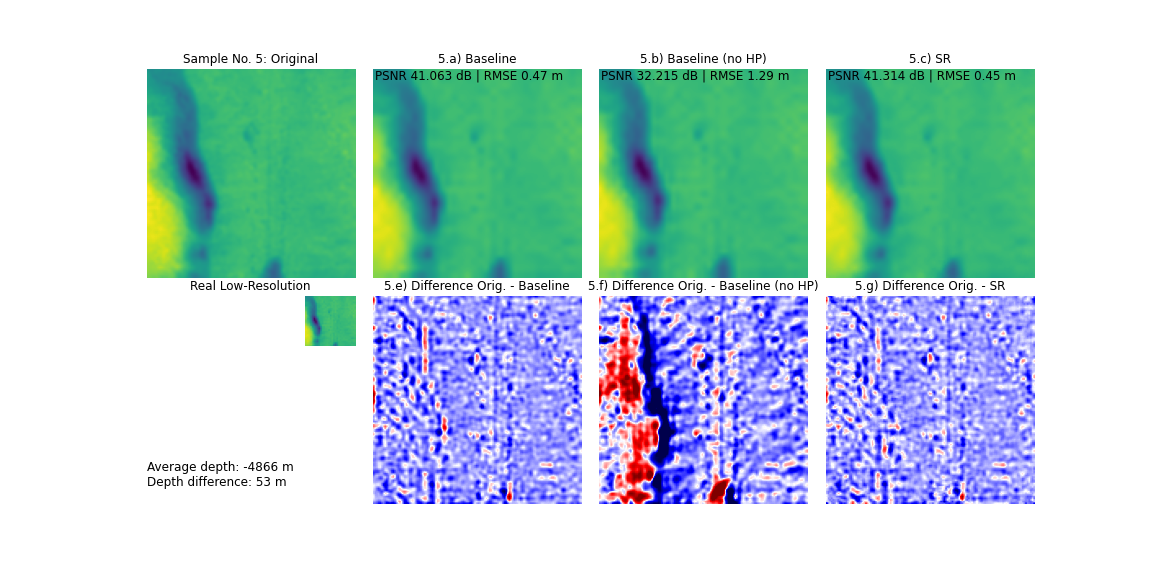 Sample No. 5: Original
5.a) Baseline
5.b) Baseline (no HP)
5.c) SR
PSNR 41.063 dB | RMSE 0.47 m
PSNR 32.215 dB | RMSE 1.29 m
PSNR 41.314 dB | RMSE 0.45 m
Real Low-Resolution
5.e) Difference Orig. - Baseline
5.f) Difference Orig. - Baseline (no HP)
5.g) Difference Orig. - SR
Average depth: -4866 m
Depth difference: 53 m